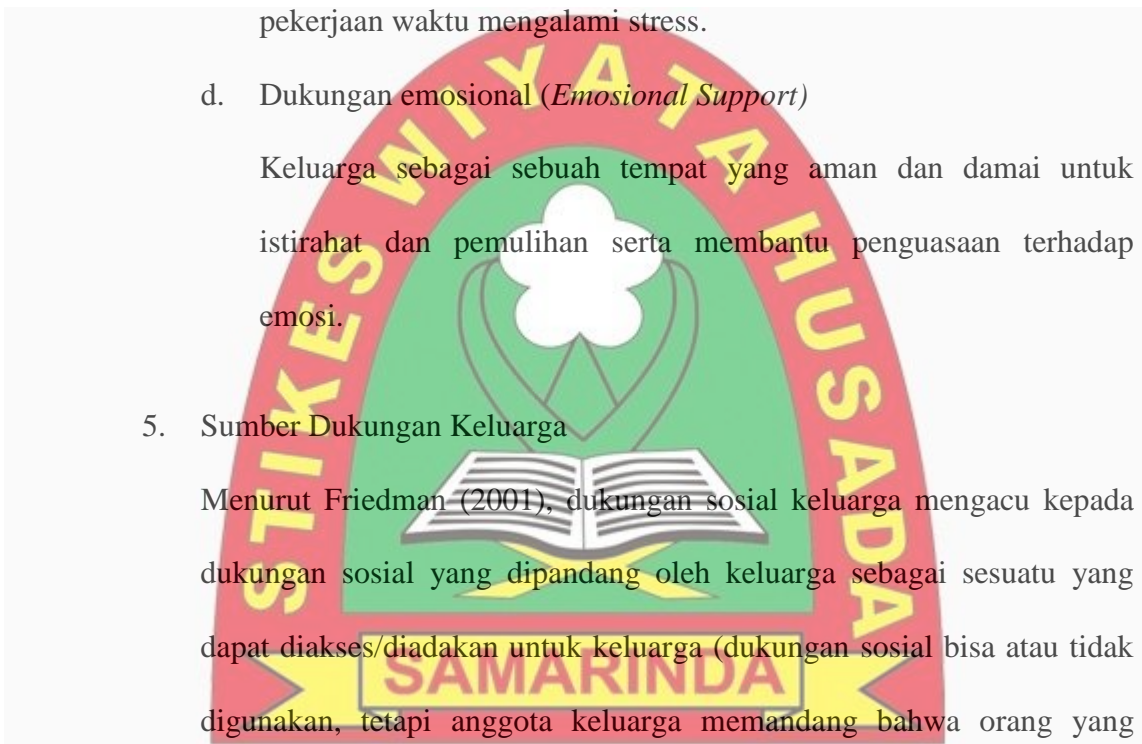 pekerjaan waktu mengalami stress.
d. Dukungan emosional (Emosional Support)
Keluarga sebagai sebuah tempat yang aman dan damai untuk
istirahat dan pemulihan serta membantu penguasaan terhadap
emosi.
5. Sumber Dukungan Keluarga
Menurut Friedman (2001), dukungan sosial keluarga mengacu kepada
dukungan sosial yang dipandang oleh keluarga sebagai sesuatu yang
dapat diakses/diadakan untuk keluarga (dukungan sosial bisa atau tidak
digunakan, tetapi anggota keluarga memandang bahwa orang yang
STIKES WIYATA HUSADA
SAMARINDA